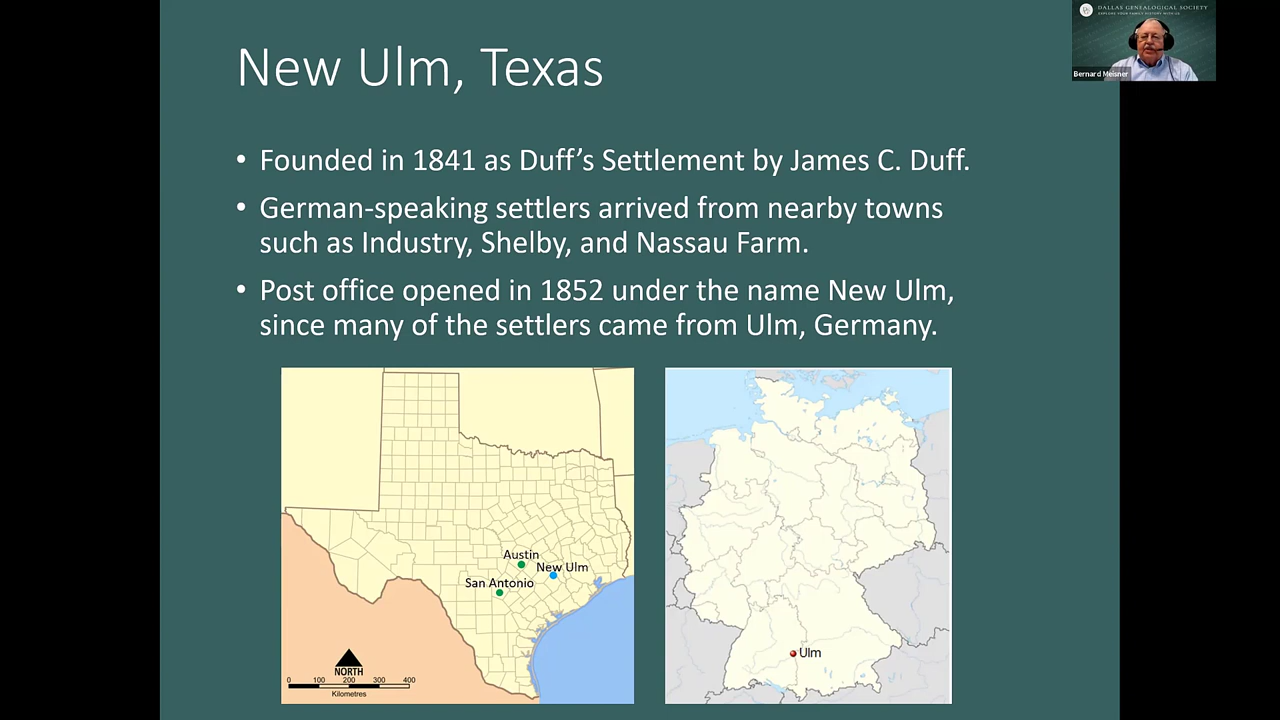 DALLAS GENEALOGICAL SOCIETY
Bernard Meisner
New Ulm, Texas
• Founded in 1841 as Duff’s Settlement by James C. Duff.
• German-speaking settlers arrived from nearby towns
such as Industry, Shelby, and Nassau Farm.
• Post office opened in 1852 under the name New Ulm,
since many of the settlers came from Ulm, Germany.
Austin
New Ulm
San Antonio
NORTH
0 100 200 300 400
Kilometres
Ulm